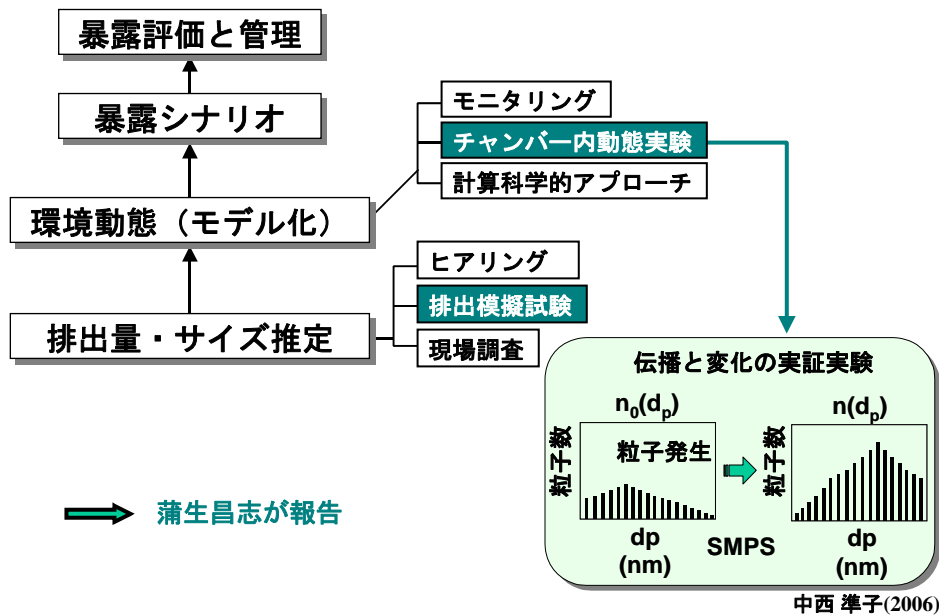 暴露評価と管理
暴露シナリオ
環境動態（モデル化）
排出量・サイズ推定
モニタリング
チャンバー内動態実験
計算科学的アプローチ
ヒアリング
排出模擬試験
現場調査
伝播と変化の実証実験
n0(dp)
n(dp)
粒子数
粒子発生
粒子数
dp
(nm)
SMPS
dp
(nm)
蒲生昌志が報告
中西 準子(2006)